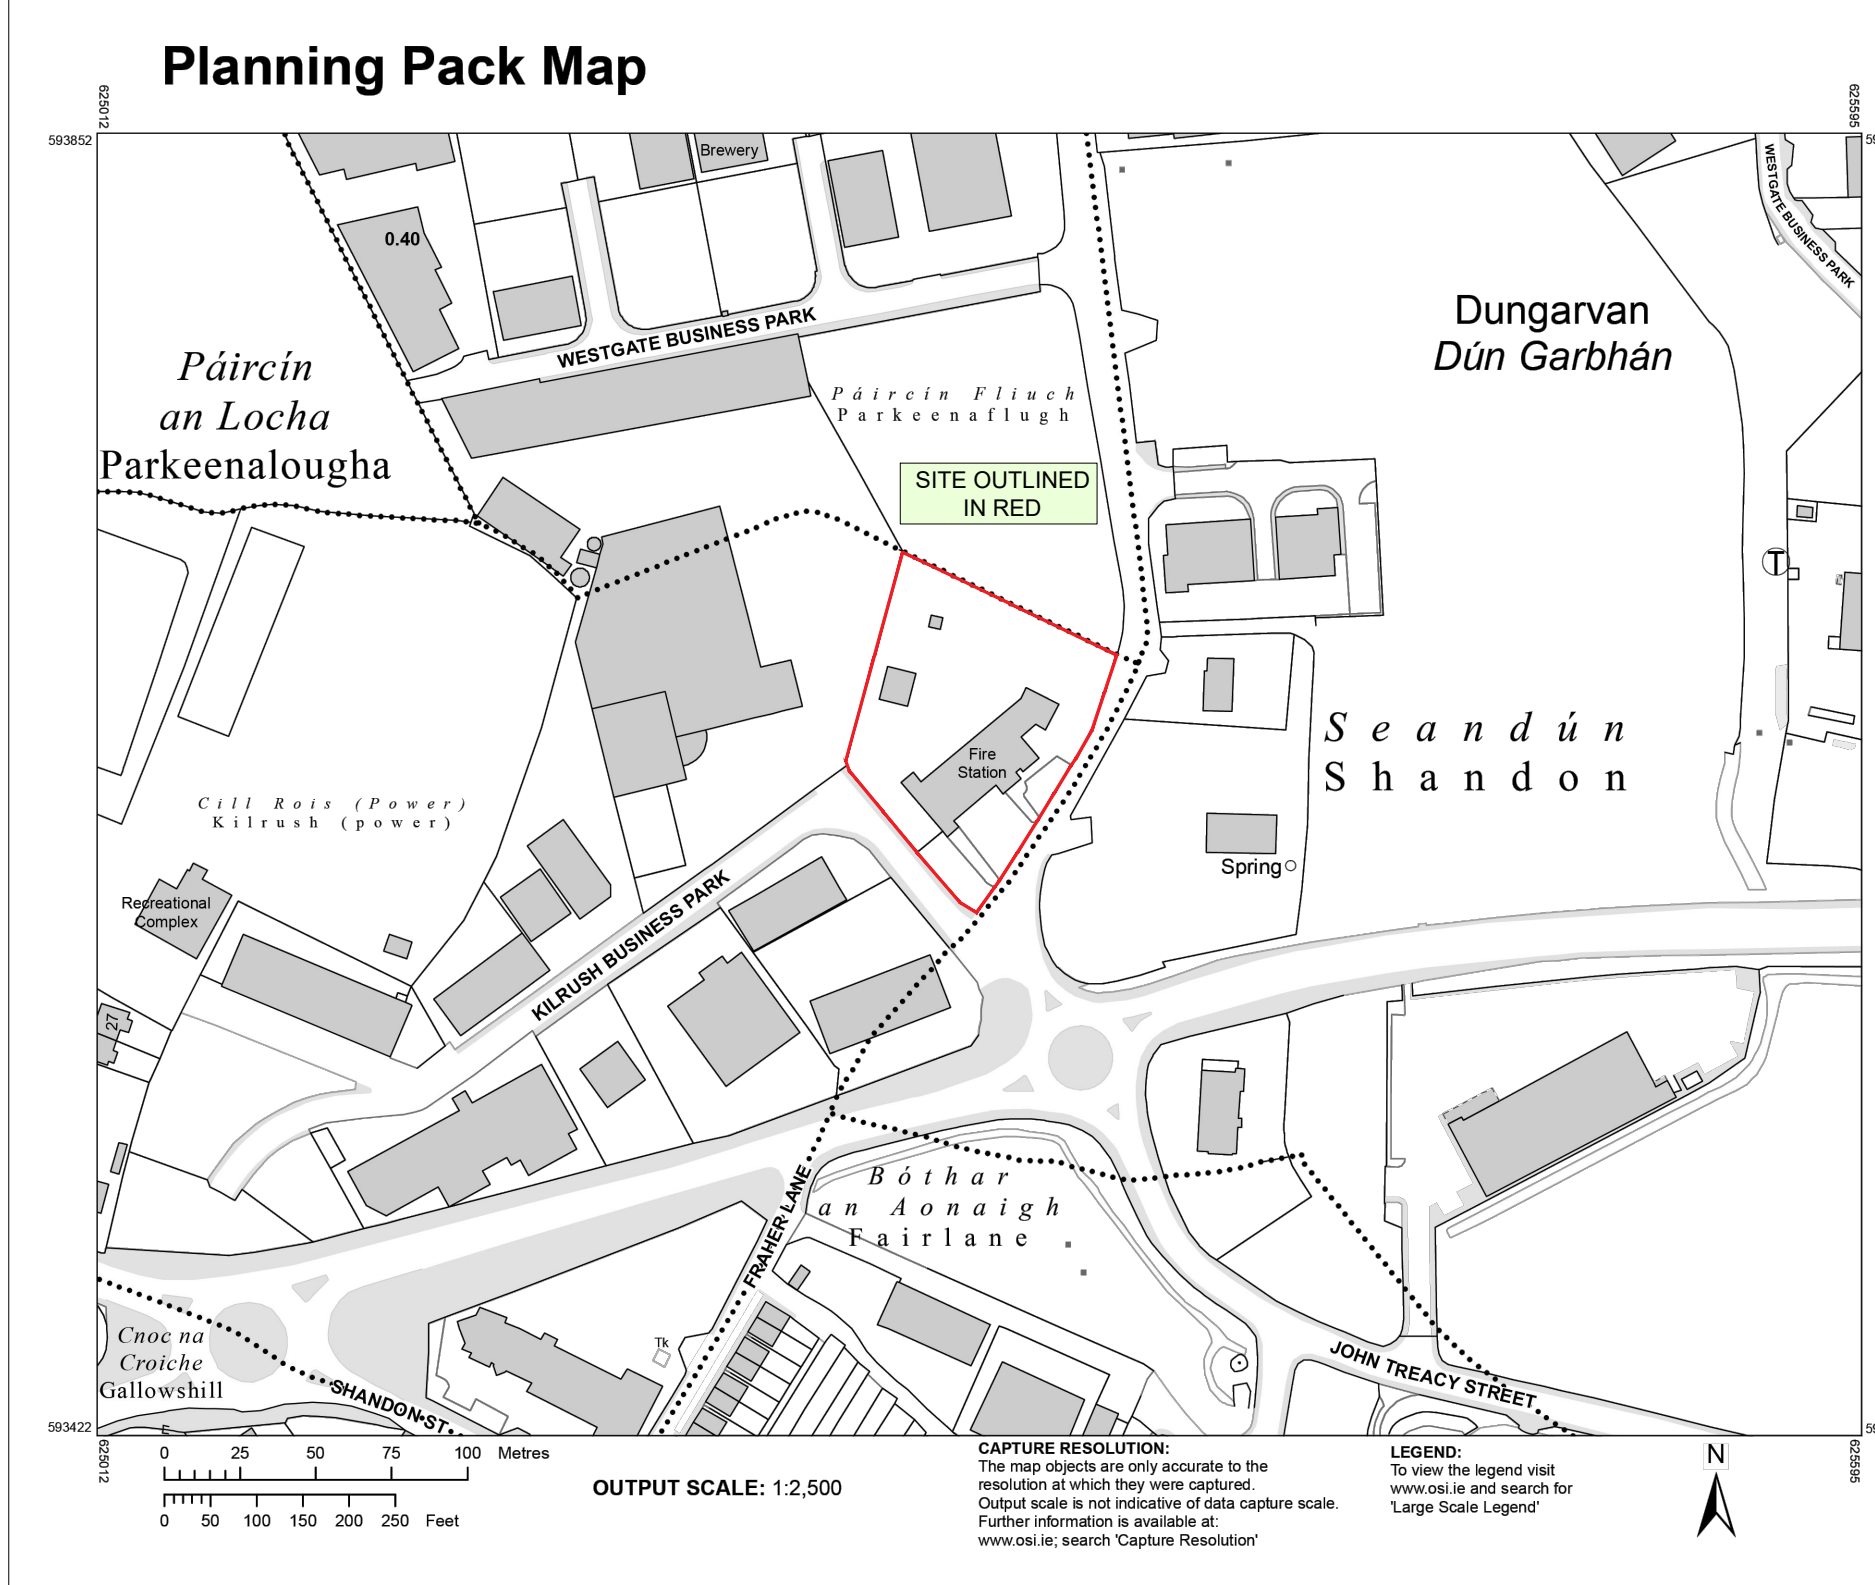 Planning Pack Map
625012
625595
593852
59
Brewery
WESTGATE BUSINESS PARK
0.40
Dungarvan
Dún Garbhán
WESTGATE BUSINESS PARK
Páircín
an Locha
Parkeenalougha
Páircín Fliuch
Parkeenaflugh
SITE OUTLINED
IN RED
T
Seandún
Shandon
Fire
Station
Cill Rois (Power)
Kilrush (power)
Spring
Recreational
Complex
KILRUSH BUSINESS PARK
27
Bóthar
an Aonaigh
Fairlane
FRAHER LANE
Cnoc na
Croiche
Gallowshill
Tk
SHANDON ST
JOHN TREACY STREET
E
593422
59
625012
625595
0 25 50 75 100 Metres
0 50 100 150 200 250 Feet
OUTPUT SCALE: 1:2,500
CAPTURE RESOLUTION:
The map objects are only accurate to the
resolution at which they were captured.
Output scale is not indicative of data capture scale.
Further information is available at:
www.osi.ie; search 'Capture Resolution'
LEGEND:
To view the legend visit
www.osi.ie and search for
'Large Scale Legend'
N